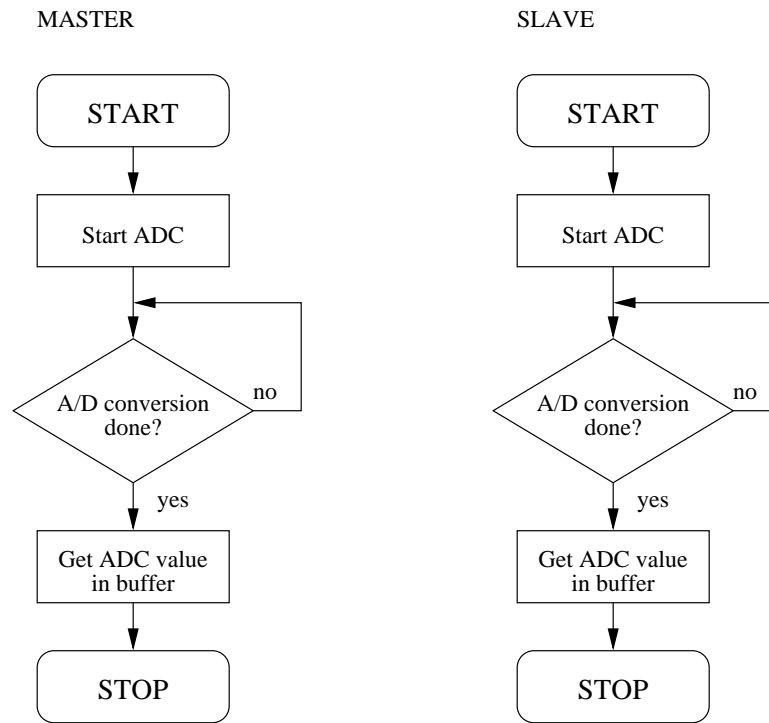 MASTER
START
Start ADC
A/D conversion
done?
no
yes
Get ADC value
in buffer
STOP
SLAVE
START
Start ADC
A/D conversion
done?
no
yes
Get ADC value
in buffer
STOP